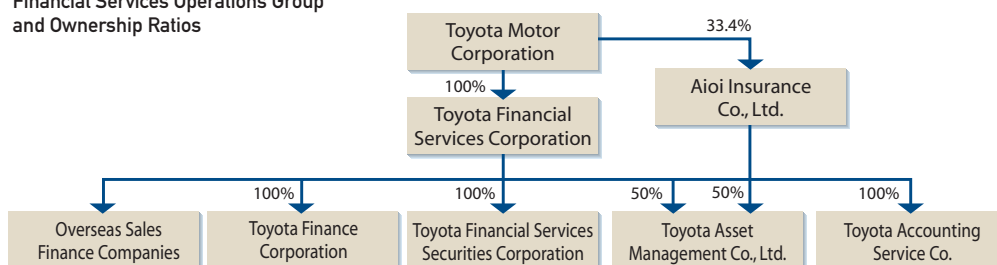 Financial Services Operations Group
and Ownership Ratios
Toyota Motor
Corporation
33.4%
100%
Aioi Insurance
Co., Ltd.
Toyota Financial
Services Corporation
100%
100%
50%
50%
100%
Overseas Sales
Finance Companies
Toyota Finance
Corporation
Toyota Financial Services
Securities Corporation
Toyota Asset
Management Co., Ltd.
Toyota Accounting
Service Co.